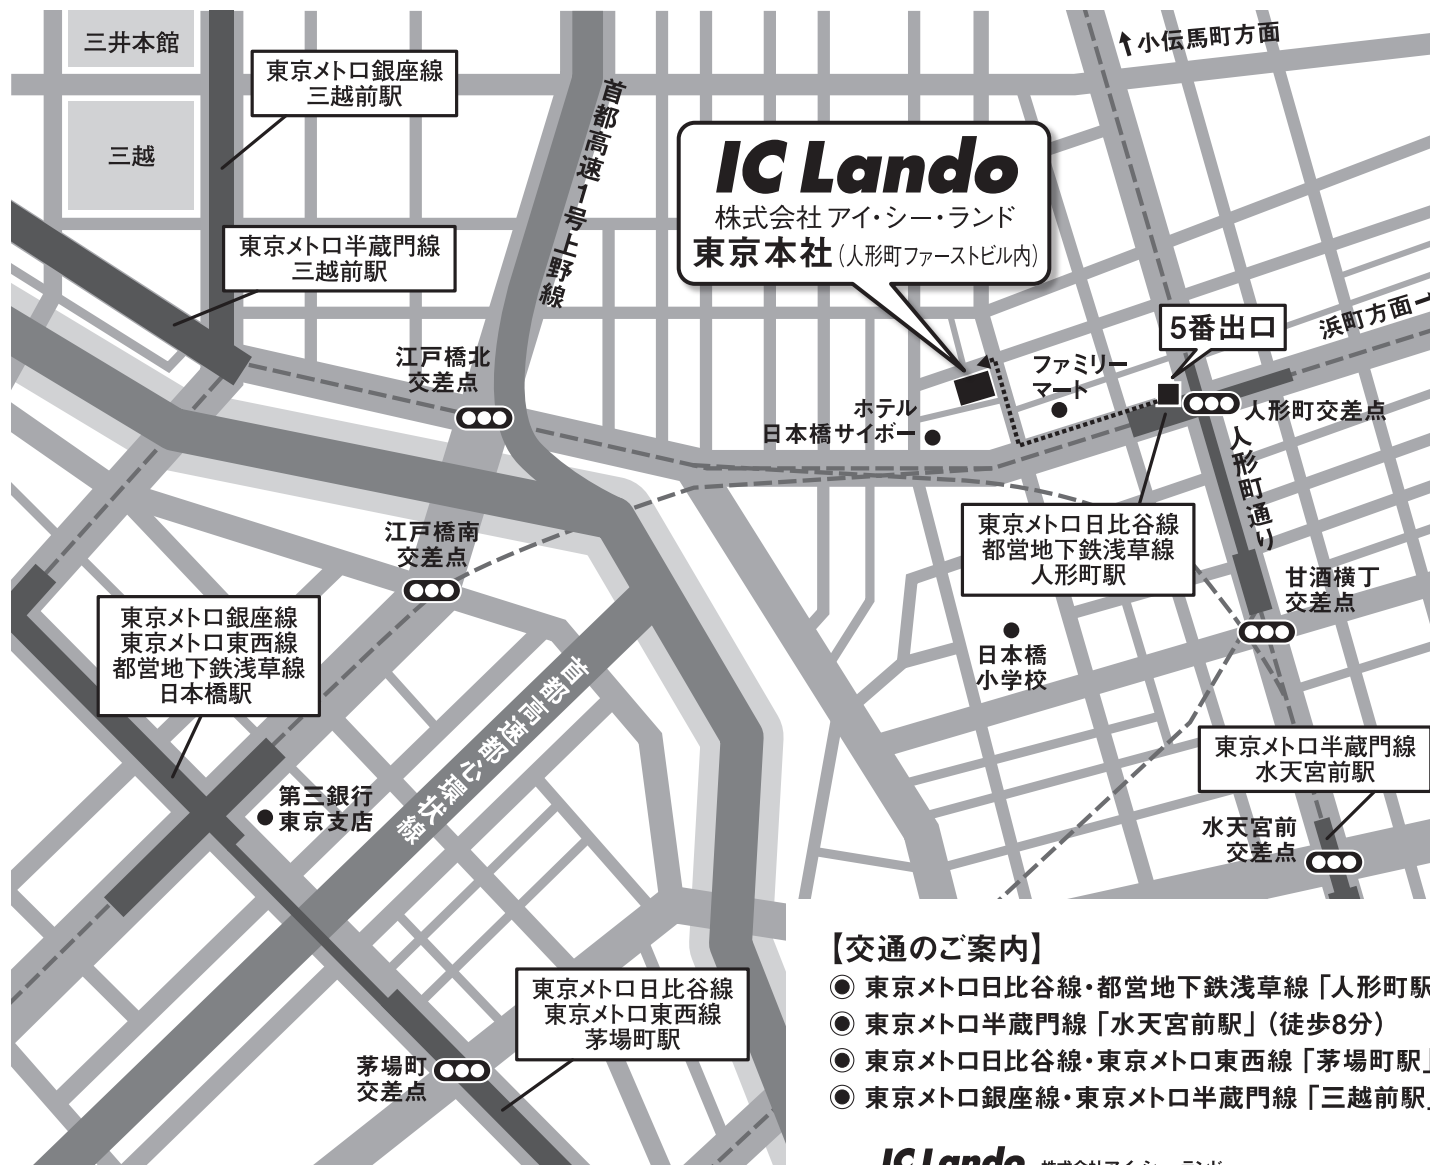 三井本館
東京メトロ銀座線
三越前駅
↑小伝馬町方面
首都高速1号上野線
三越
IC Lando
株式会社 アイ・シー・ランド
東京本社(人形町ファーストビル内)
東京メトロ半蔵門線
三越前駅
5番出口
浜町方面→
江戸橋北
交差点
ファミリー
マート
ホテル
日本橋サイボー
人形町交差点
人形町通り
江戸橋南
交差点
東京メトロ日比谷線
都営地下鉄浅草線
人形町駅
甘酒横丁
交差点
東京メトロ銀座線
東京メトロ東西線
都営地下鉄浅草線
日本橋駅
日本橋
小学校
首都高速都心環状線
東京メトロ半蔵門線
水天宮前駅
第三銀行
東京支店
水天宮前
交差点
【交通のご案内】
◉ 東京メトロ日比谷線・都営地下鉄浅草線「人形町駅
◉ 東京メトロ半蔵門線「水天宮前駅」(徒歩8分)
◉ 東京メトロ日比谷線・東京メトロ東西線「茅場町駅」
◉ 東京メトロ銀座線・東京メトロ半蔵門線「三越前駅」
東京メトロ日比谷線
東京メトロ東西線
茅場町駅
茅場町
交差点
IC Lando 株式会社アイ・シー・ランド